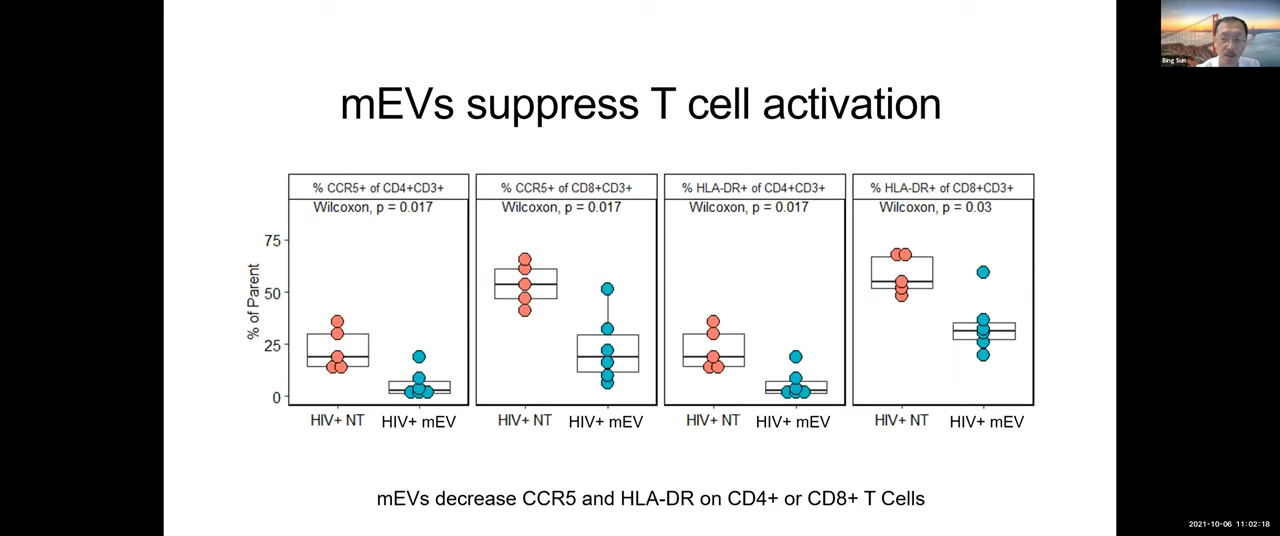 mEVs suppress T cell activation
% CCR5+ of CD4+CD3+
Wilcoxon, p = 0.017
% CCR5+ of CD8+CD3+
Wilcoxon, p = 0.017
% HLA-DR+ of CD4+CD3+
Wilcoxon, p = 0.017
% HLA-DR+ of CD8+CD3+
Wilcoxon, p = 0.03
% of Parent
75
50
25
0
HIV+ NT
HIV+ mEV
HIV+ NT
HIV+ mEV
HIV+ NT
HIV+ mEV
HIV+ NT
HIV+ mEV
mEVs decrease CCR5 and HLA-DR on CD4+ or CD8+ T Cells
Bing Sun
2021-10-06 11:02:18